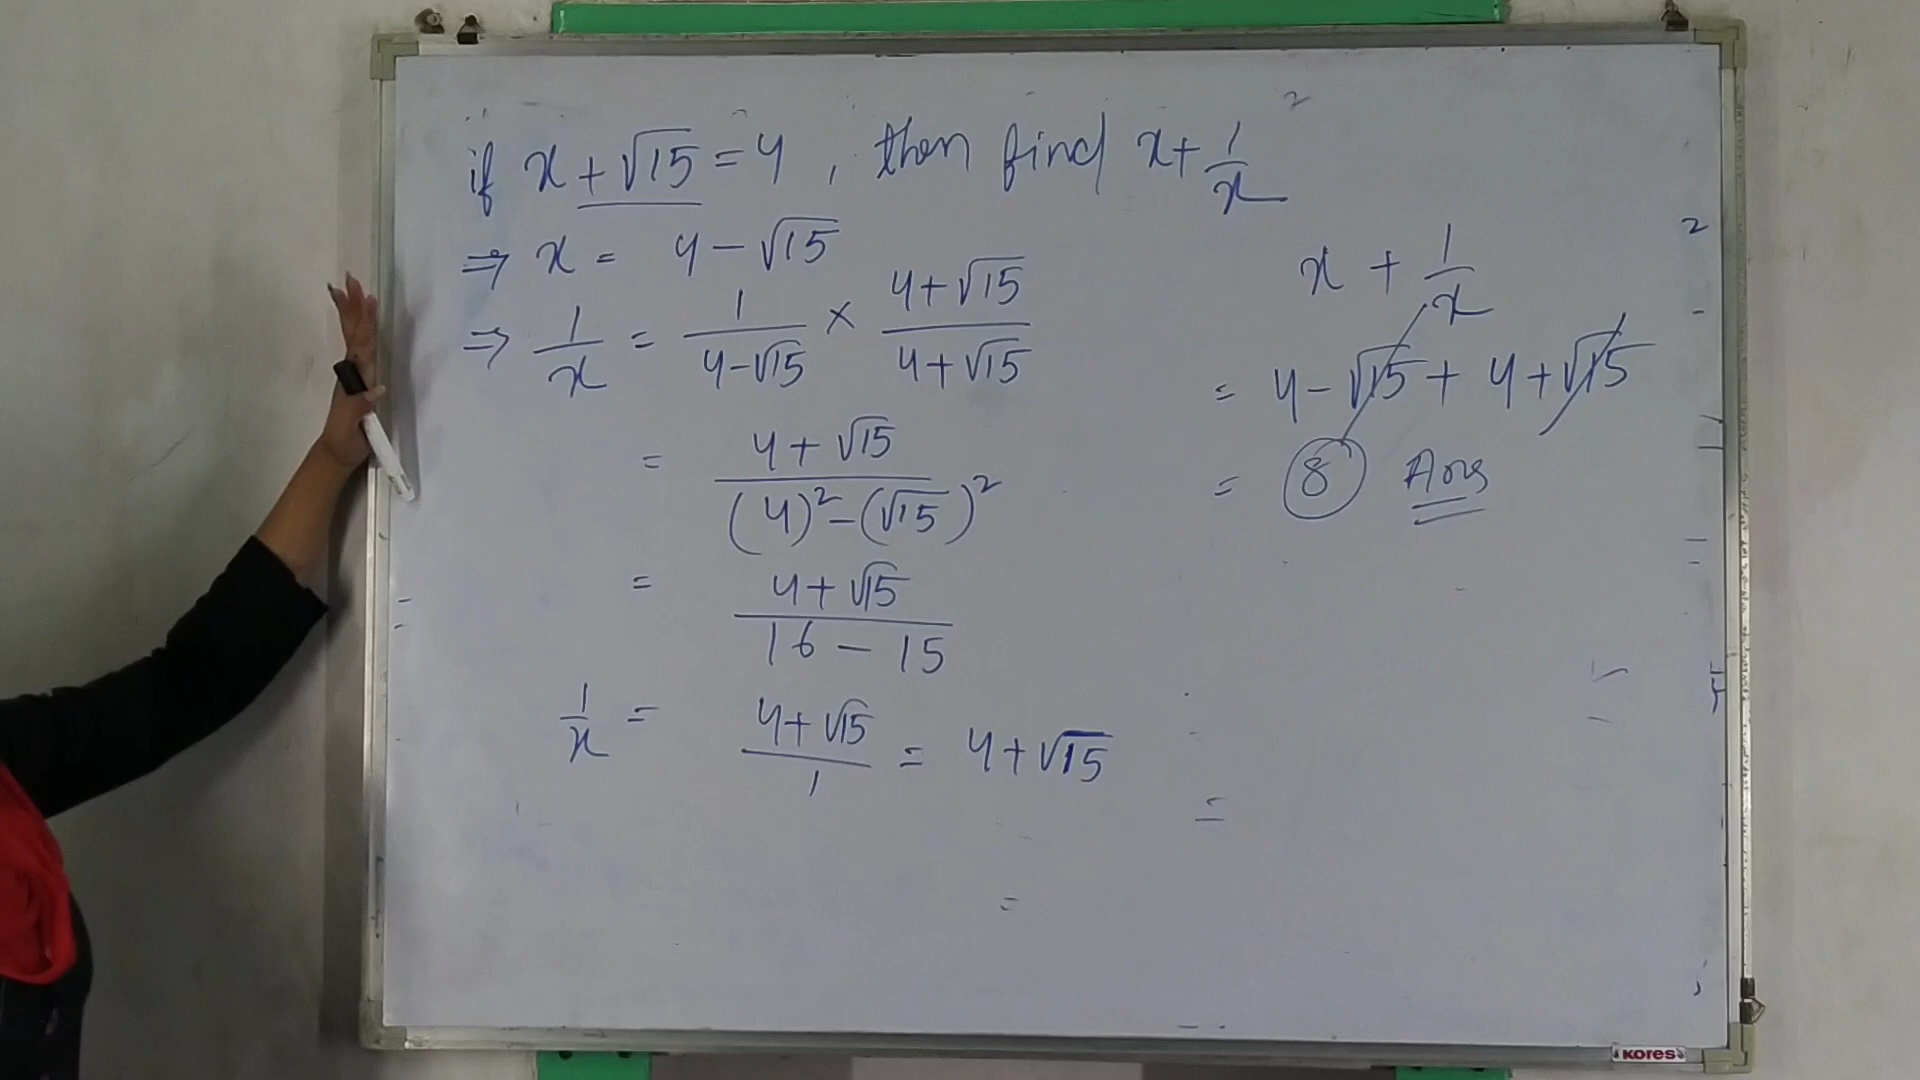 if x + √15 = 4, then find x + 1/x
⇒ x = 4 - √15
⇒ 1/x = 1/(4 - √15) × (4 + √15)/(4 + √15)
= (4 + √15)/((4)² - (√15)²)
= (4 + √15)/(16 - 15)
1/x = (4 + √15)/1 = 4 + √15
x + 1/x
= 4 - √15 + 4 + √15
= 8 Ans
KORES